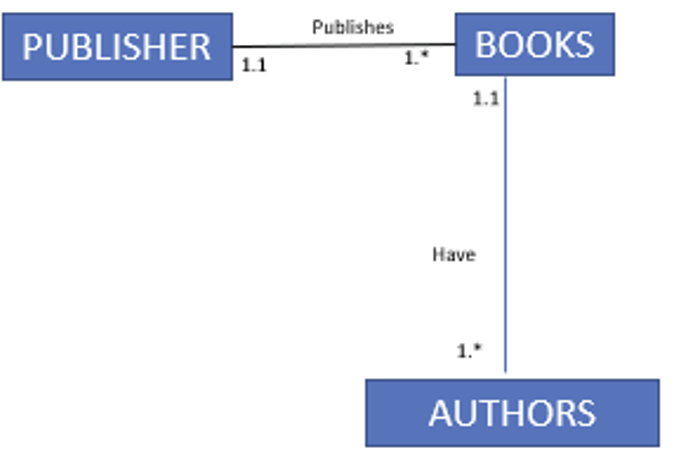 PUBLISHER
Publishes
BOOKS
1.1
1.*
1.1
Have
1.*
AUTHORS